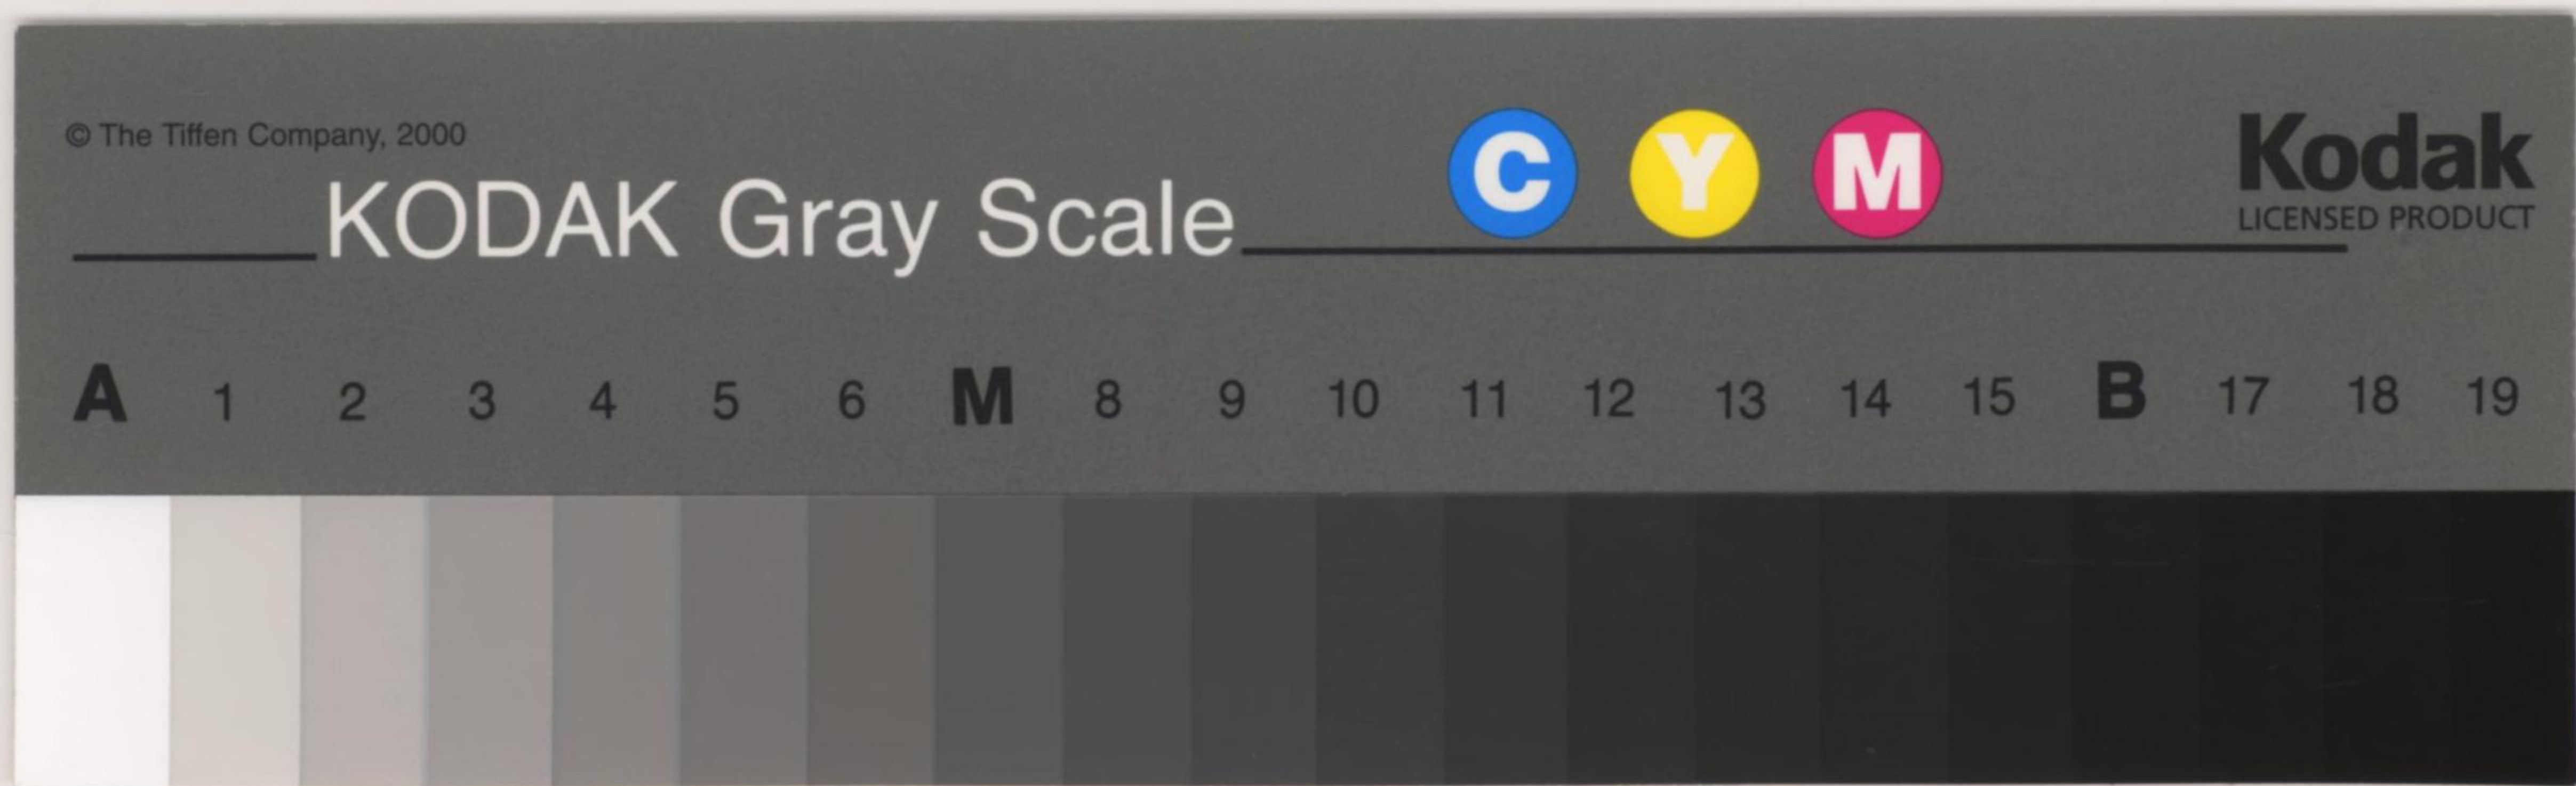 © The Tiffen Company, 2000
KODAK Gray Scale
C Y M
Kodak
LICENSED PRODUCT
A 1 2 3 4 5 6 M 8 9 10 11 12 13 14 15 B 17 18 19